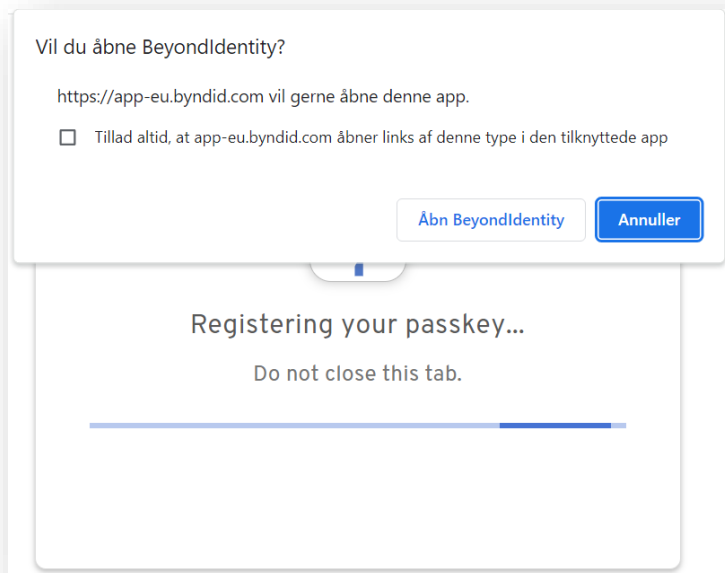 Vil du åbne BeyondIdentity?
https://app-eu.byndid.com vil gerne åbne denne app.
Tillad altid, at app-eu.byndid.com åbner links af denne type i den tilknyttede app
Åbn BeyondIdentity
Annuller
Registering your passkey...
Do not close this tab.